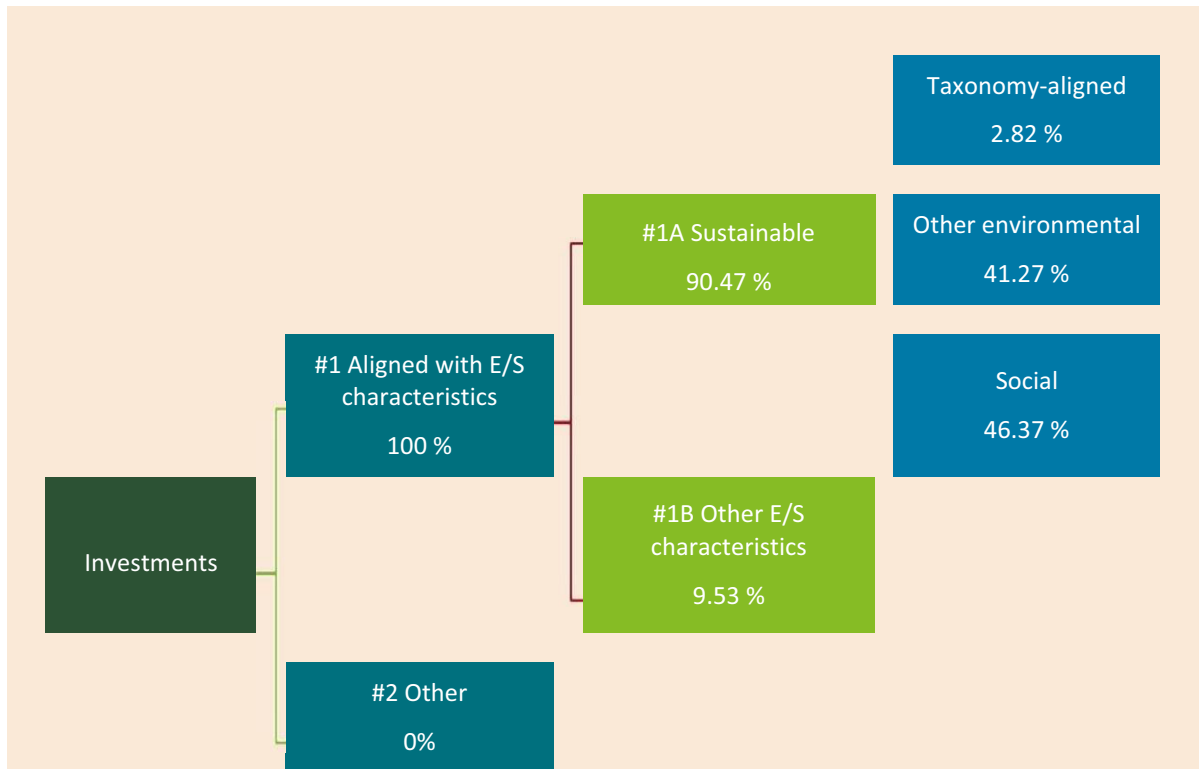 Taxonomy-aligned
2.82 %
#1A Sustainable
90.47 %
Other environmental
41.27 %
#1 Aligned with E/S
characteristics
100 %
Social
46.37 %
Investments
#1B Other E/S
characteristics
9.53 %
#2 Other
0%